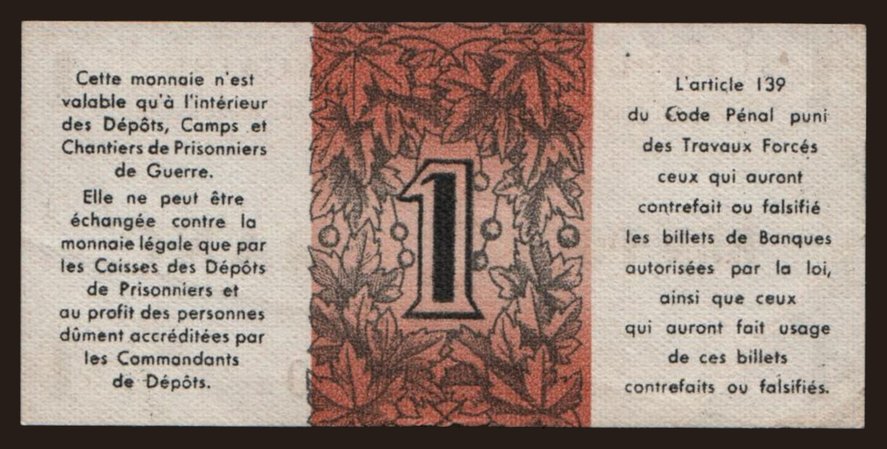 Cette monnaie n'est
valable qu'à l'intérieur
des Dépôts, Camps et
Chantiers de Prisonniers
de Guerre.
Elle ne peut être
échangée contre la
monnaie légale que par
les Caisses des Dépôts
de Prisonniers et
au profit des personnes
dûment accréditées par
les Commandants
de Dépôts.
1
L'article 139
du Code Pénal puni
des Travaux Forcés
ceux qui auront
contrefait ou falsifié
les billets de Banques
autorisées par la loi,
ainsi que ceux
qui auront fait usage
de ces billets
contrefaits ou falsifiés.